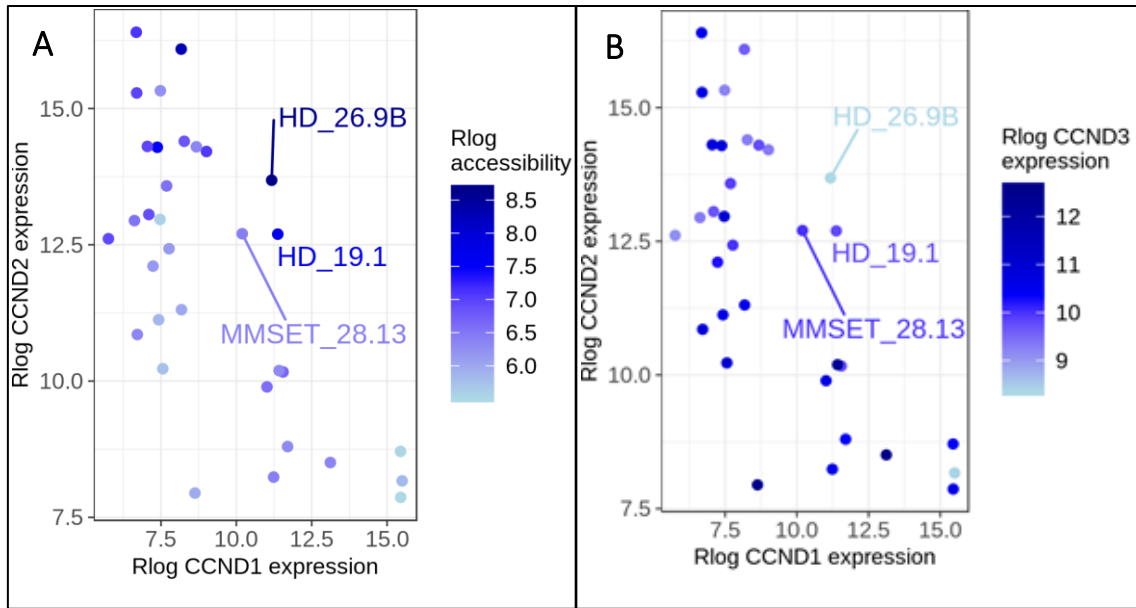 A
Rlog CCND2 expression
15.0
12.5
10.0
7.5
HD_26.9B
HD_19.1
MMSET_28.13
7.5 10.0 12.5 15.0
Rlog CCND1 expression
Rlog
accessibility
8.5
8.0
7.5
7.0
6.5
6.0
B
Rlog CCND2 expression
15.0
12.5
10.0
7.5
HD_26.9B
HD_19.1
MMSET_28.13
7.5 10.0 12.5 15.0
Rlog CCND1 expression
Rlog CCND3
expression
12
11
10
9